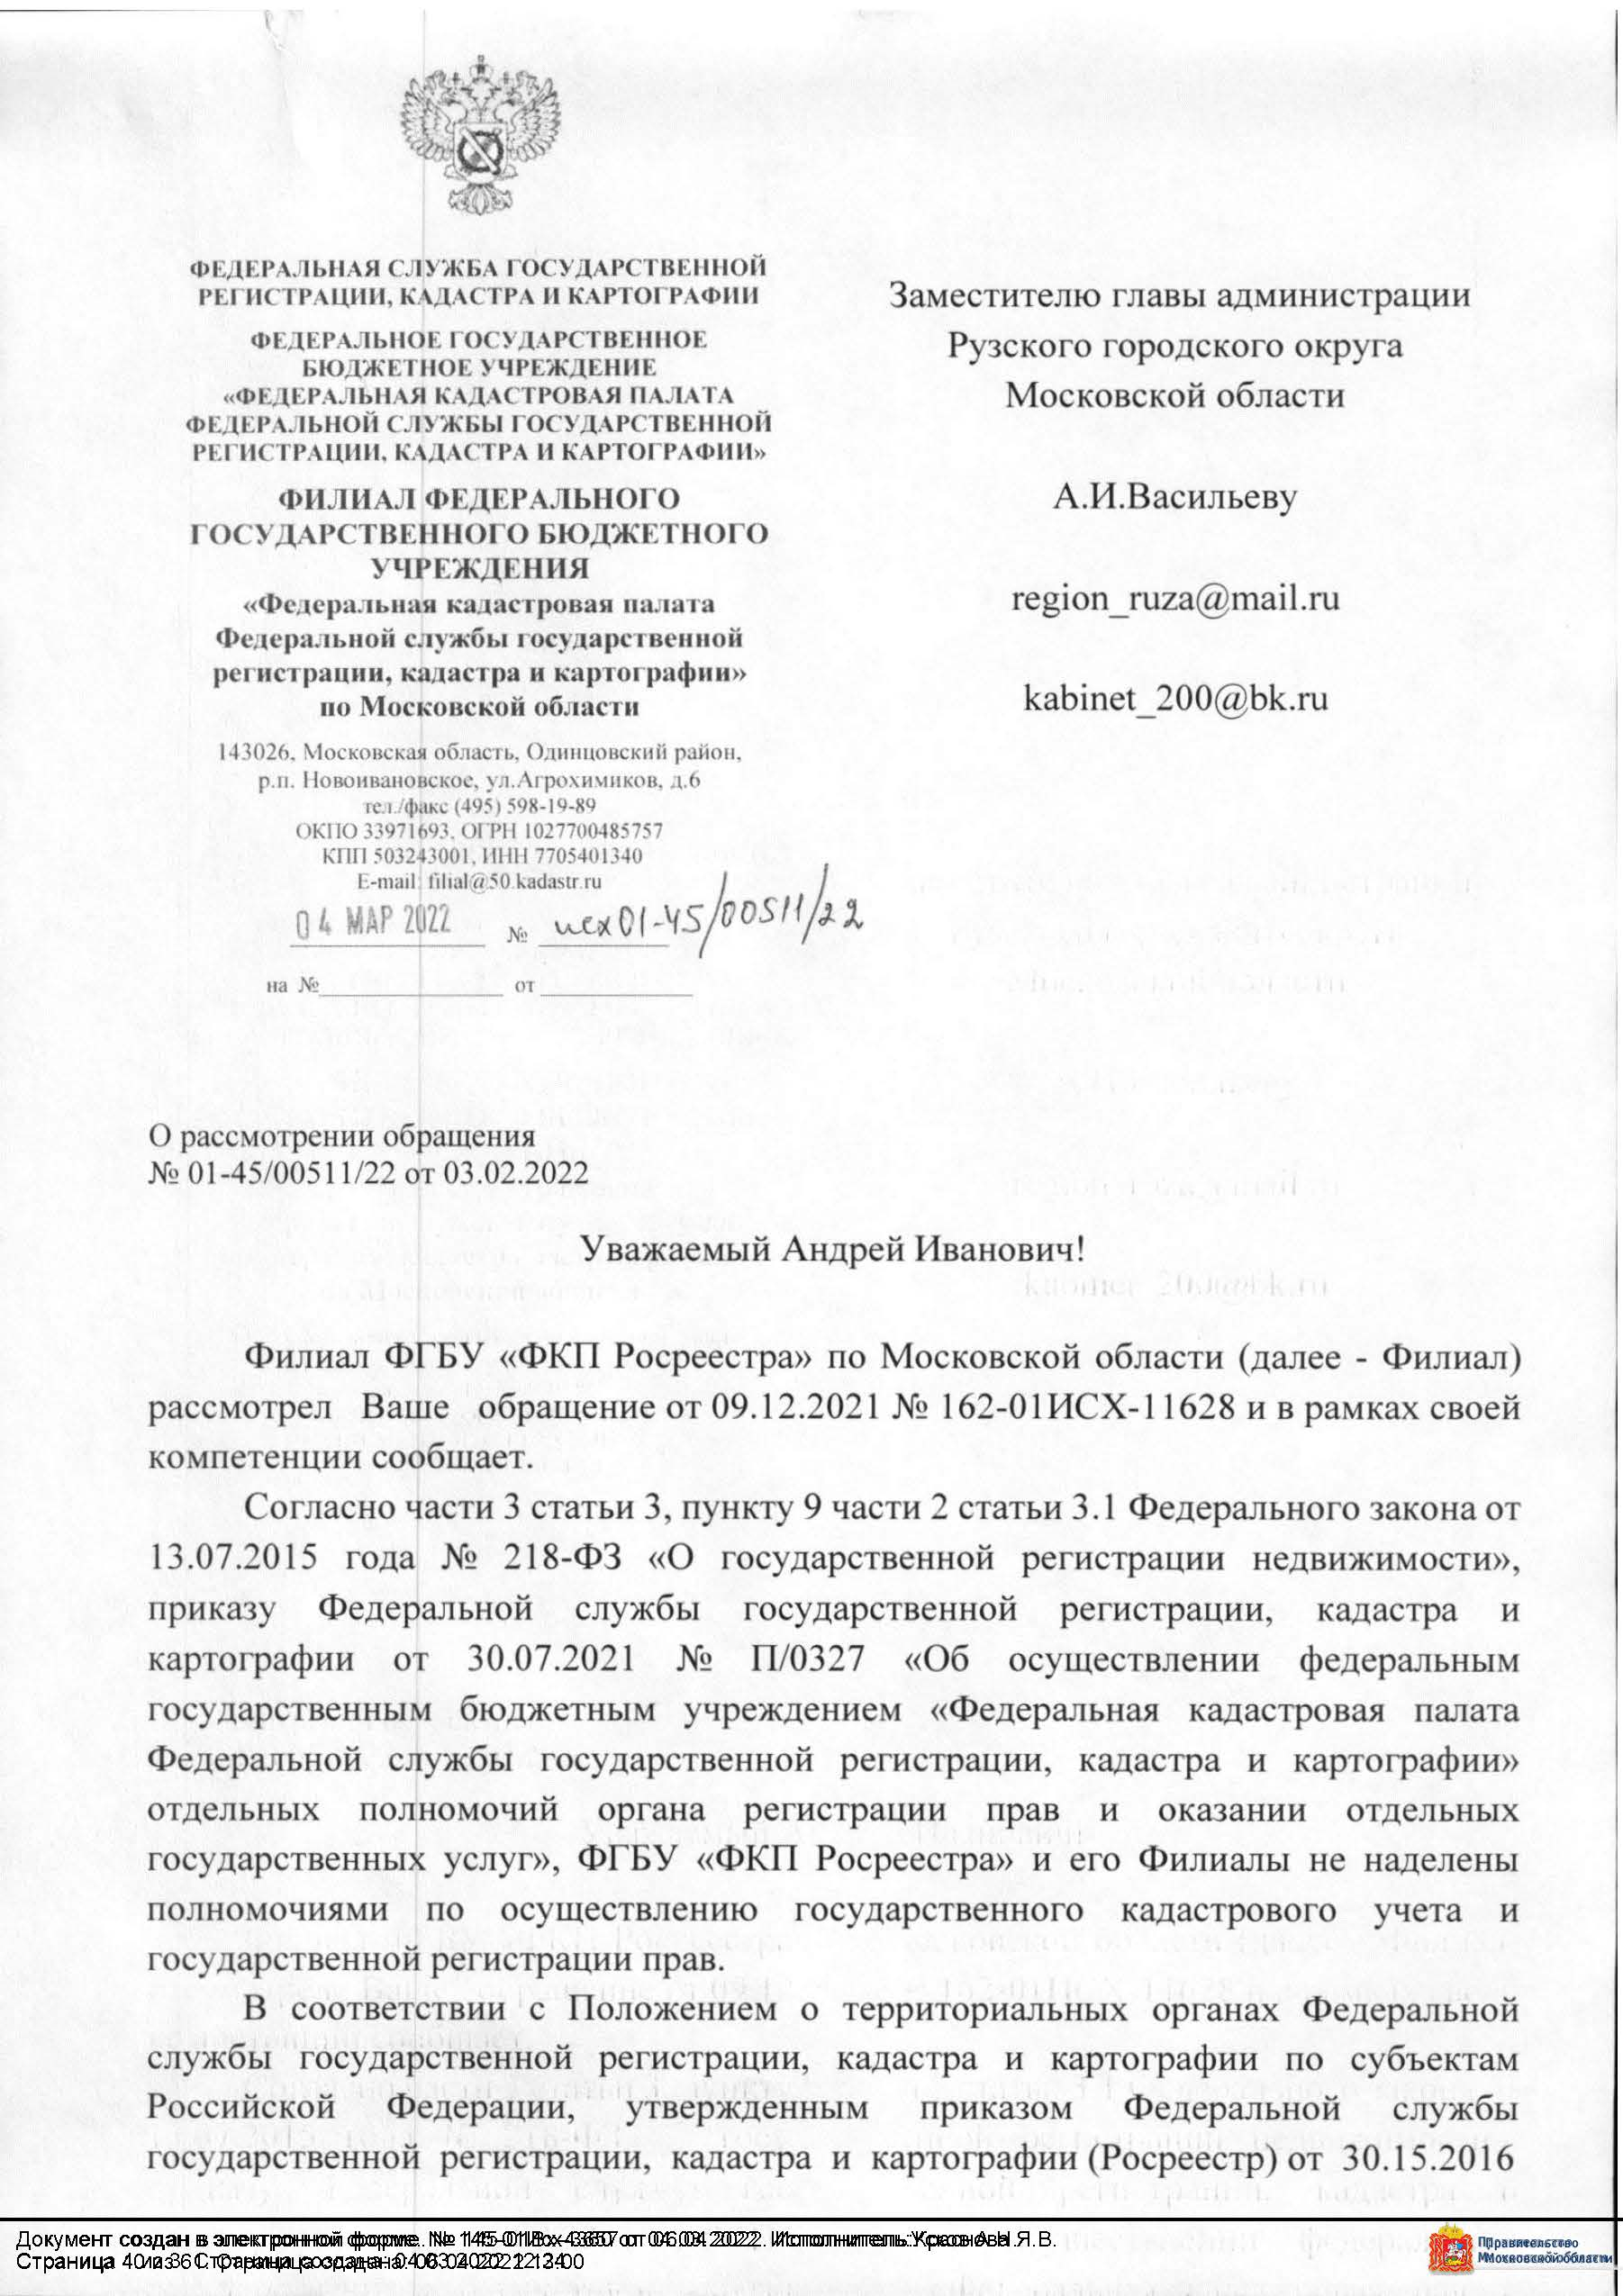 ФЕДЕРАЛЬНАЯ СЛУЖБА ГОСУДАРСТВЕННОЙ
РЕГИСТРАЦИИ, КАДАСТРА И КАРТОГРАФИИ
ФЕДЕРАЛЬНОЕ ГОСУДАРСТВЕННОЕ
БЮДЖЕТНОЕ УЧРЕЖДЕНИЕ
«ФЕДЕРАЛЬНАЯ КАДАСТРОВАЯ ПАЛАТА
ФЕДЕРАЛЬНОЙ СЛУЖБЫ ГОСУДАРСТВЕННОЙ
РЕГИСТРАЦИИ, КАДАСТРА И КАРТОГРАФИИ»
ФИЛИАЛ ФЕДЕРАЛЬНОГО
ГОСУДАРСТВЕННОГО БЮДЖЕТНОГО
УЧРЕЖДЕНИЯ
«Федеральная кадастровая палата
Федеральной службы государственной
регистрации, кадастра и картографии»
по Московской области
143026, Московская область, Одинцовский район,
р.п. Новоивановское, ул.Агрохимиков, д.6
тел./факс (495) 598-19-89
ОКПО 33971693, ОГРН 1027700485757
КПП 503243001, ИНН 7705401340
E-mail: filial@50.kadastr.ru
04 МАР 2022 № исх01-45/00511/22
на № от
Заместителю главы администрации
Рузского городского округа
Московской области
А.И.Васильеву
region_ruza@mail.ru
kabinet_200@bk.ru
О рассмотрении обращения
№ 01-45/00511/22 от 03.02.2022
Уважаемый Андрей Иванович!
Филиал ФГБУ «ФКП Росреестра» по Московской области (далее - Филиал)
рассмотрел Ваше обращение от 09.12.2021 № 162-01ИСХ-11628 и в рамках своей
компетенции сообщает.
Согласно части 3 статьи 3, пункту 9 части 2 статьи 3.1 Федерального закона от
13.07.2015 года № 218-ФЗ «О государственной регистрации недвижимости»,
приказу Федеральной службы государственной регистрации, кадастра и
картографии от 30.07.2021 № П/0327 «Об осуществлении федеральным
государственным бюджетным учреждением «Федеральная кадастровая палата
Федеральной службы государственной регистрации, кадастра и картографии»
отдельных полномочий органа регистрации прав и оказании отдельных
государственных услуг», ФГБУ «ФКП Росреестра» и его Филиалы не наделены
полномочиями по осуществлению государственного кадастрового учета и
государственной регистрации прав.
В соответствии с Положением о территориальных органах Федеральной
службы государственной регистрации, кадастра и картографии по субъектам
Российской Федерации, утвержденным приказом Федеральной службы
государственной регистрации, кадастра и картографии (Росреестр) от 30.15.2016
Документ создан в электронной форме. №
Страница
Правительство
Московской области